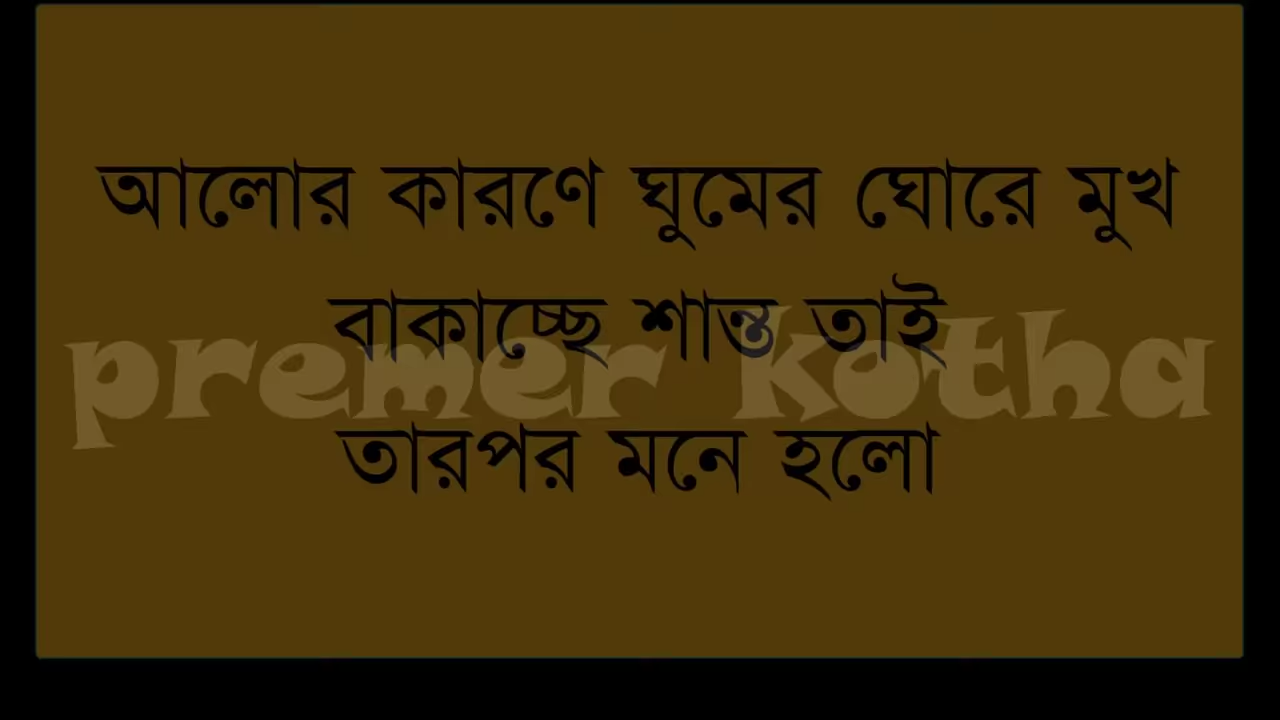 আলোর কারণে ঘুমের ঘোরে মুখ
বাকাচ্ছে শান্ত তাই
premer kotha
তারপর মনে হলো